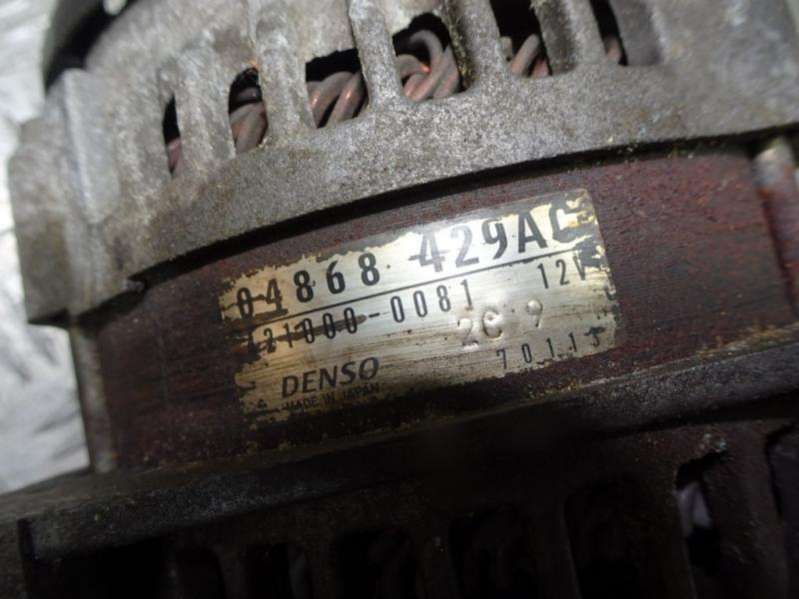 04868 429AC
421000-0081 12V
2C 9
DENSO 70113
MADE IN JAPAN